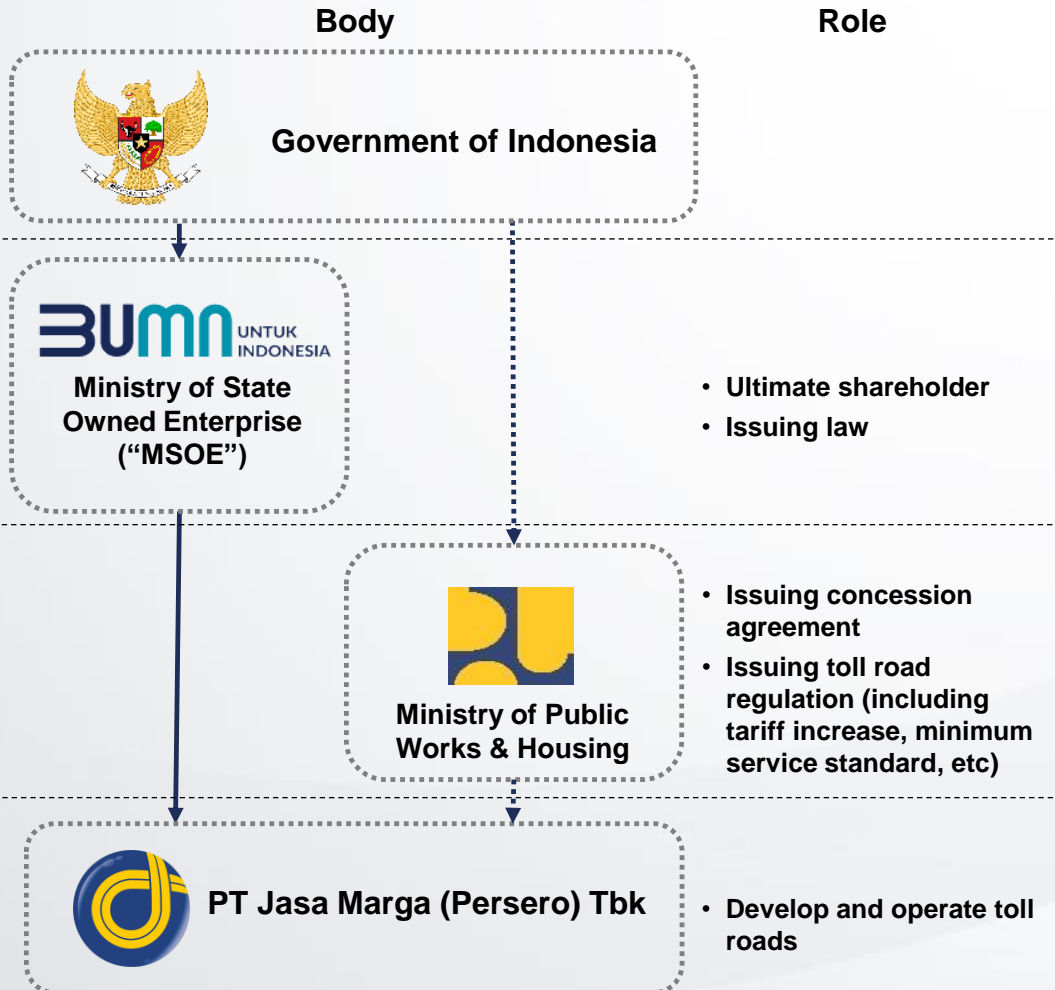 Body
Role
Government of Indonesia
BUMN UNTUK
INDONESIA
Ministry of State
Owned Enterprise
(“MSOE”)
• Ultimate shareholder
• Issuing law
Ministry of Public
Works & Housing
• Issuing concession
agreement
• Issuing toll road
regulation (including
tariff increase, minimum
service standard, etc)
PT Jasa Marga (Persero) Tbk
• Develop and operate toll
roads